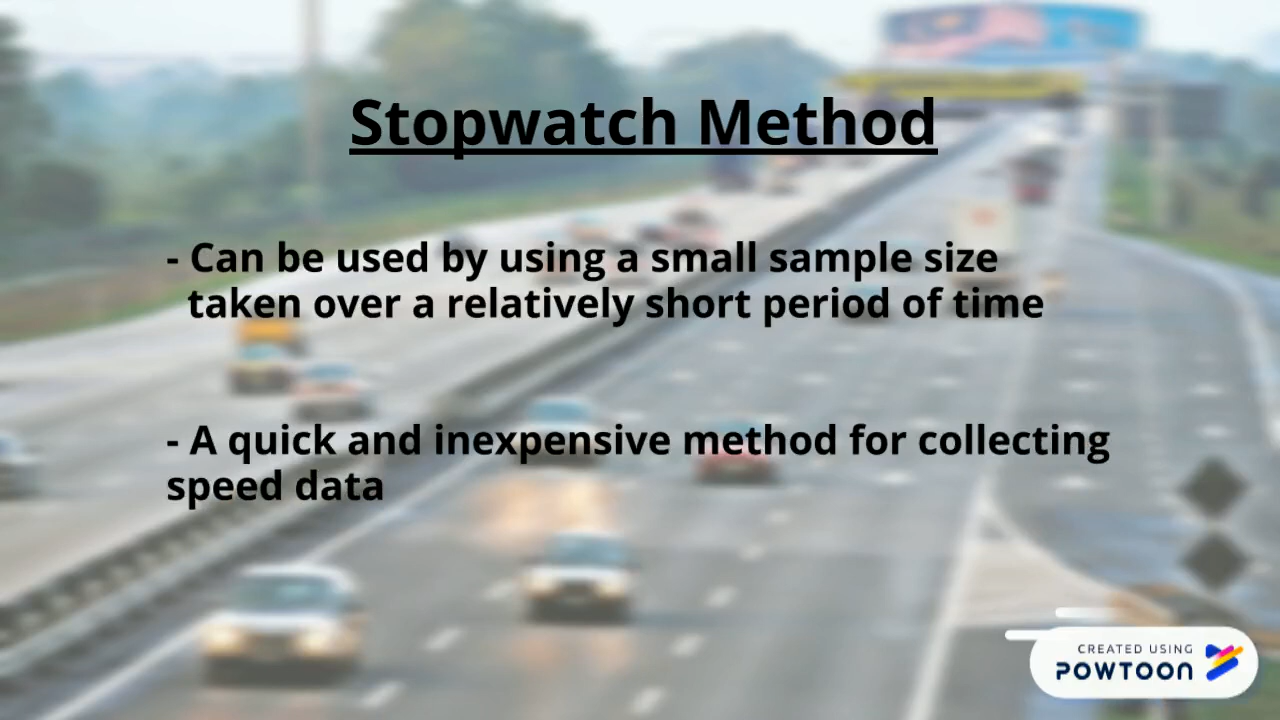 Stopwatch Method
- Can be used by using a small sample size
taken over a relatively short period of time
- A quick and inexpensive method for collecting
speed data
CREATED USING
POWTOON